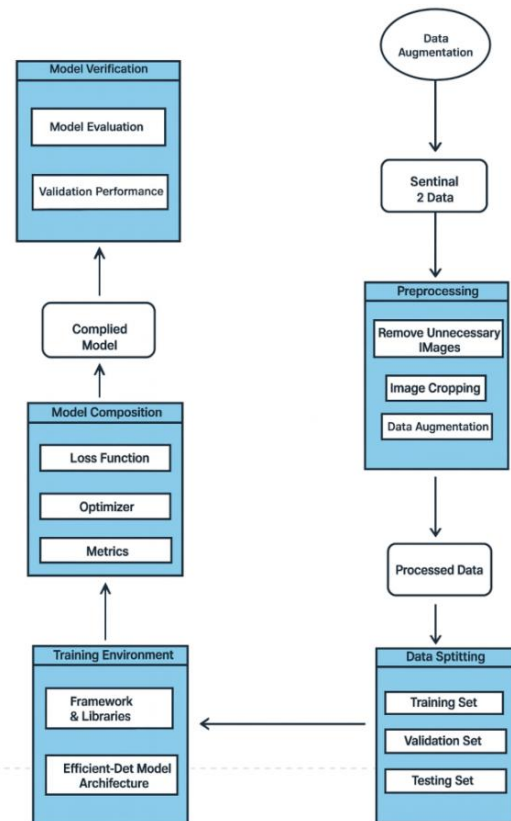 Data
Augmentation
Sentinal
2 Data
Preprocessing
Remove Unnecessary
IMages
Image Cropping
Data Augmentation
Processed Data
Data Sptitting
Training Set
Validation Set
Testing Set
Training Environment
Framework
& Libraries
Efficient-Det Model
Architecture
Model Composition
Loss Function
Optimizer
Metrics
Complied
Model
Model Verification
Model Evaluation
Validation Performance